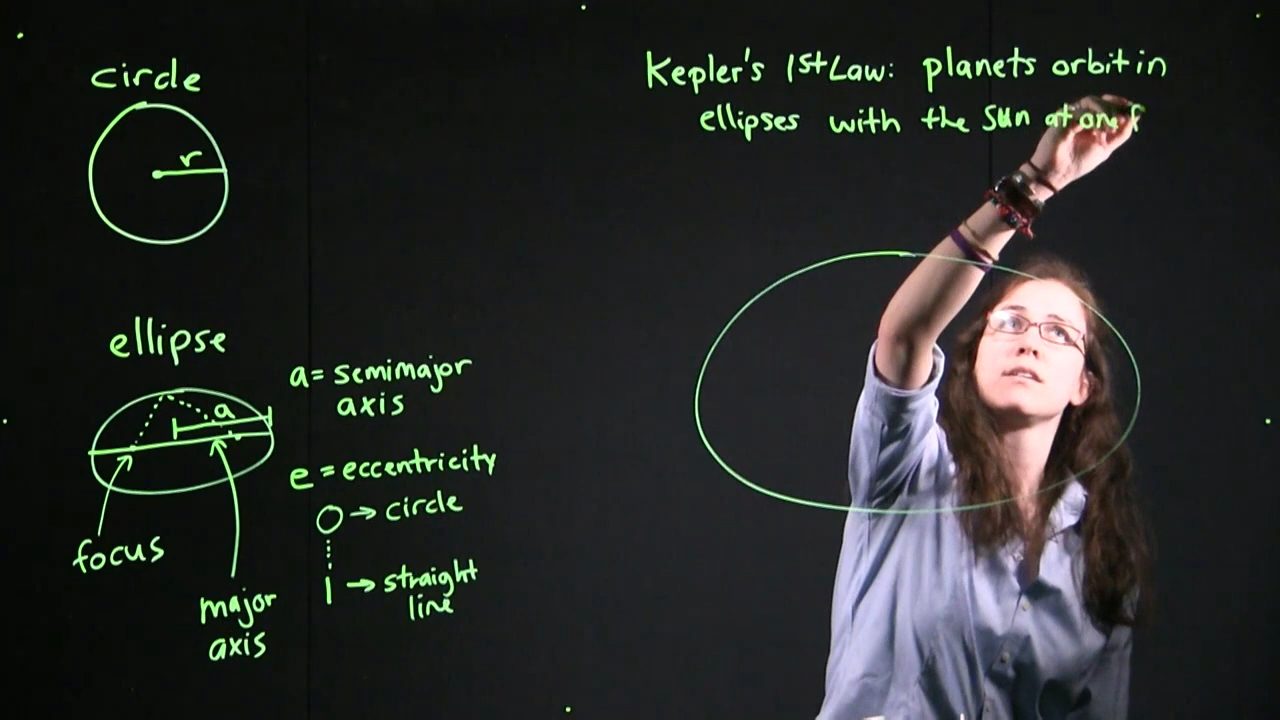 circle
r
ellipse
a
focus
major
axis
a = semimajor
axis
e = eccentricity
0 → circle
1 → straight
line
Kepler's 1st Law: planets orbit in
ellipses with the Sun at one f